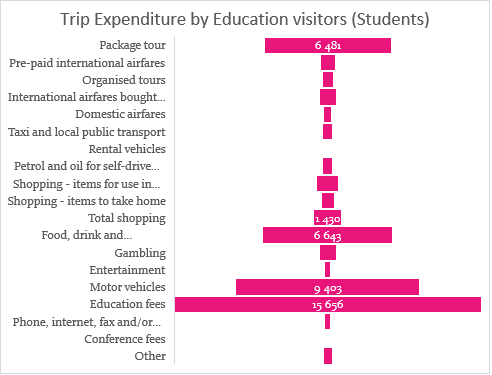 Trip Expenditure by Education visitors (Students)
Package tour 6 481
Pre-paid international airfares
Organised tours
International airfares bought...
Domestic airfares
Taxi and local public transport
Rental vehicles
Petrol and oil for self-drive...
Shopping - items for use in...
Shopping - items to take home
Total shopping 1 430
Food, drink and... 6 643
Gambling
Entertainment
Motor vehicles 9 403
Education fees 15 656
Phone, internet, fax and/or...
Conference fees
Other